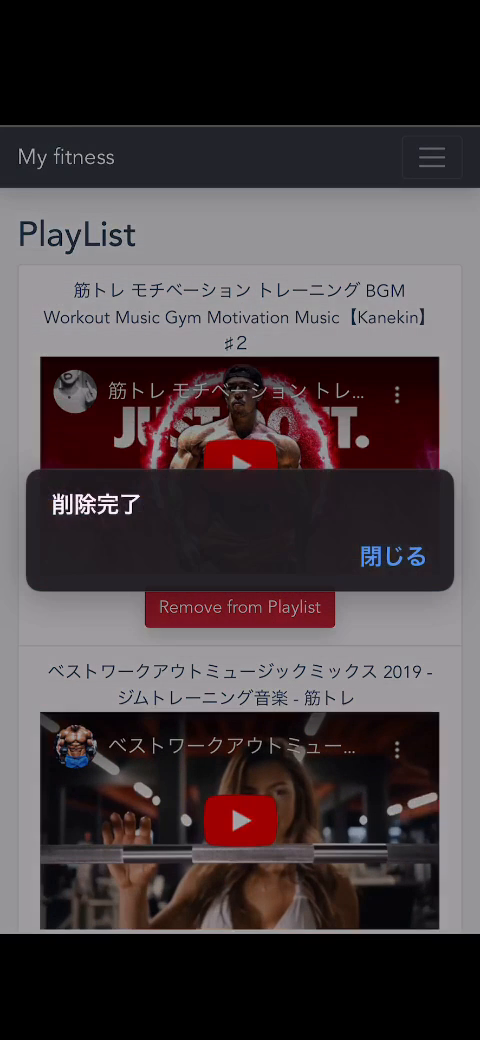 My fitness
PlayList
筋トレ モチベーション トレーニング BGM
Workout Music Gym Motivation Music【Kanekin】
♯2
筋トレ モチベーション トレ...
削除完了
閉じる
Remove from Playlist
ベストワークアウトミュージックミックス 2019 -
ジムトレーニング音楽 - 筋トレ
ベストワークアウトミュー...